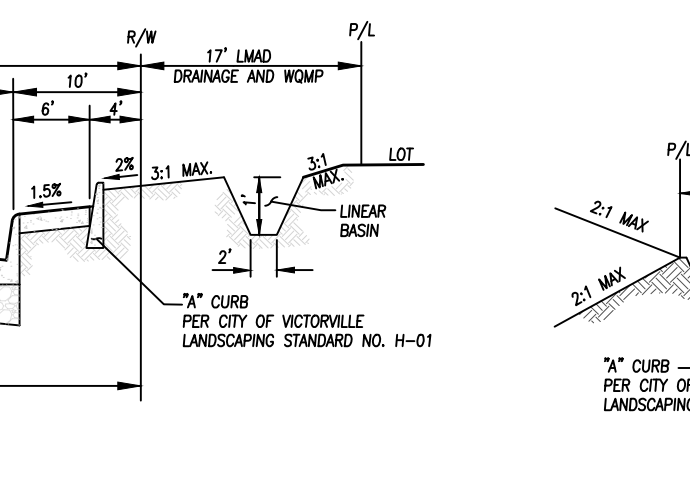 R/W
P/L
17' LMAD
DRAINAGE AND WQMP
10'
6'
4'
2%
3:1 MAX.
3:1
MAX.
LOT
P/L
1.5%
1'
LINEAR
BASIN
2:1 MAX
2'
2:1 MAX
"A" CURB
PER CITY OF VICTORVILLE
LANDSCAPING STANDARD NO. H-01
"A" CURB
PER CITY OF
LANDSCAPING